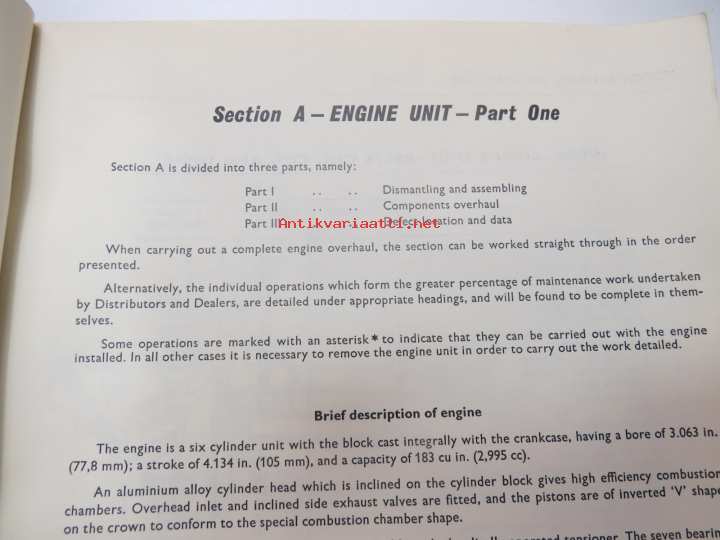 Section A — ENGINE UNIT — Part One
Section A is divided into three parts, namely:
Part I .. .. Dismantling and assembling
Part II .. .. Components overhaul
Part III Defect location and data
Antikvariaatti.net
When carrying out a complete engine overhaul, the section can be worked straight through in the order
presented.
Alternatively, the individual operations which form the greater percentage of maintenance work undertaken
by Distributors and Dealers, are detailed under appropriate headings, and will be found to be complete in them-
selves.
Some operations are marked with an asterisk * to indicate that they can be carried out with the engine
installed. In all other cases it is necessary to remove the engine unit in order to carry out the work detailed.
Brief description of engine
The engine is a six cylinder unit with the block cast integrally with the crankcase, having a bore of 3.063 in.
(77,8 mm); a stroke of 4.134 in. (105 mm), and a capacity of 183 cu in. (2,995 cc).
An aluminium alloy cylinder head which is inclined on the cylinder block gives high efficiency combustion
chambers. Overhead inlet and inclined side exhaust valves are fitted, and the pistons are of inverted 'V' shape
on the crown to conform to the special combustion chamber shape.
tensioner. The seven bearin